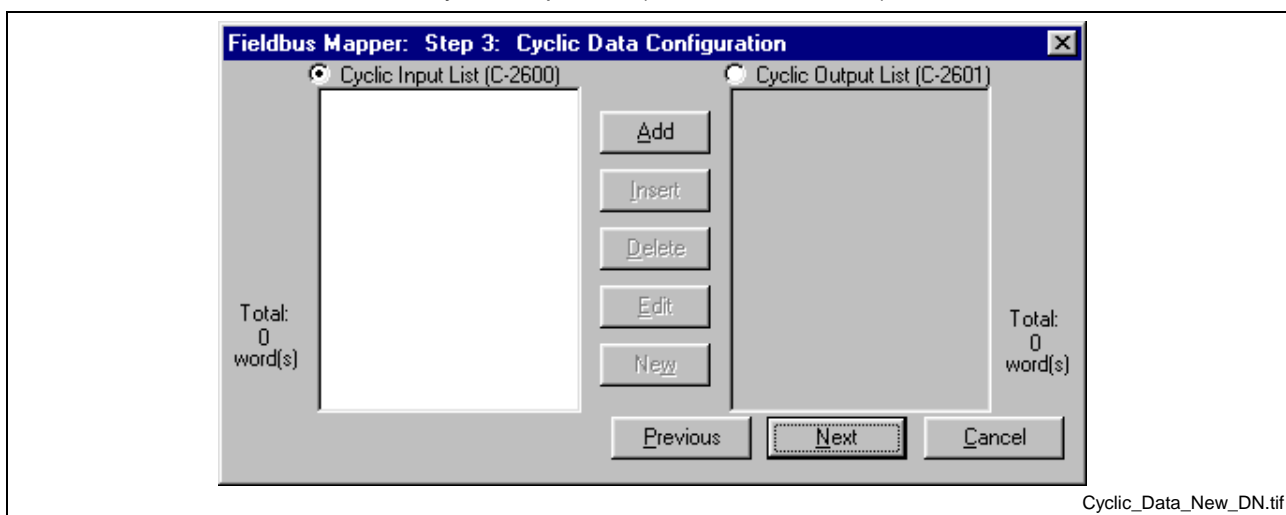 Fieldbus Mapper: Step 3: Cyclic Data Configuration
Cyclic Input List (C-2600)
Cyclic Output List (C-2601)
Add
Insert
Delete
Edit
New
Total:
0
word(s)
Total:
0
word(s)
Previous
Next
Cancel
Cyclic_Data_New_DN.tif